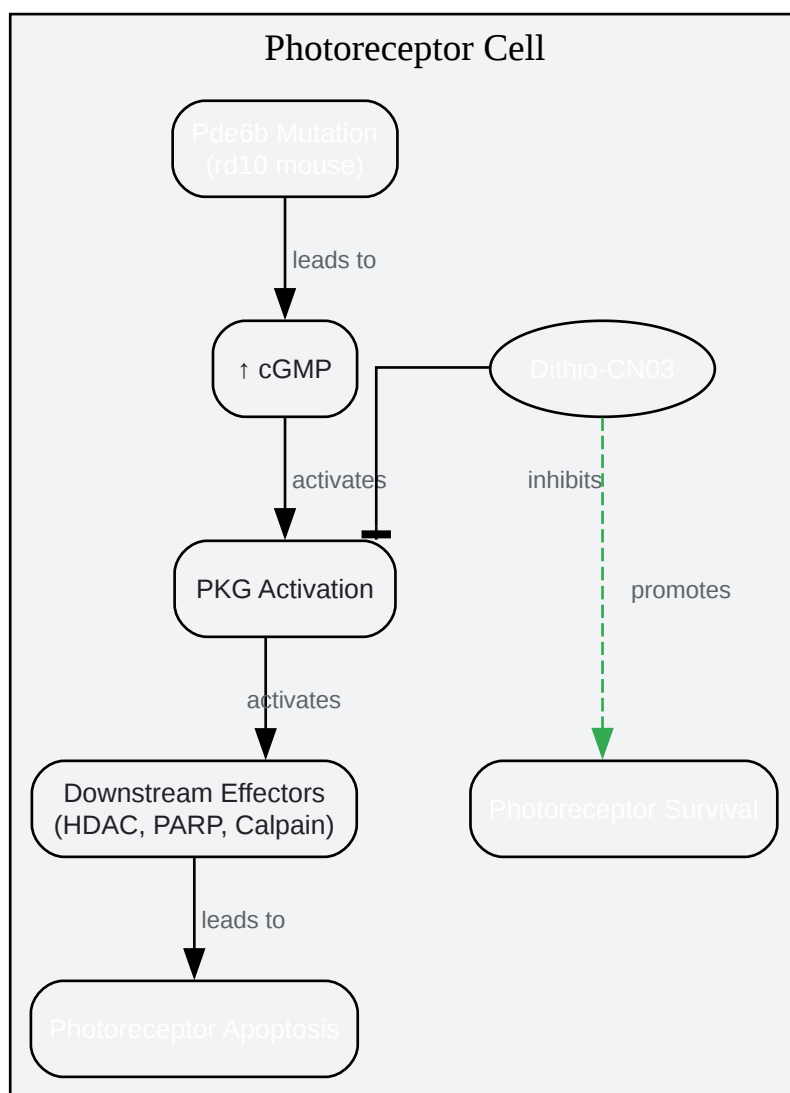 Photoreceptor Cell
Pde6b Mutation
(rd10 mouse)
leads to
↑ cGMP
Dithio-CN03
activates
inhibits
PKG Activation
promotes
activates
Downstream Effectors
(HDAC, PARP, Calpain)
Photoreceptor Survival
leads to
Photoreceptor Apoptosis